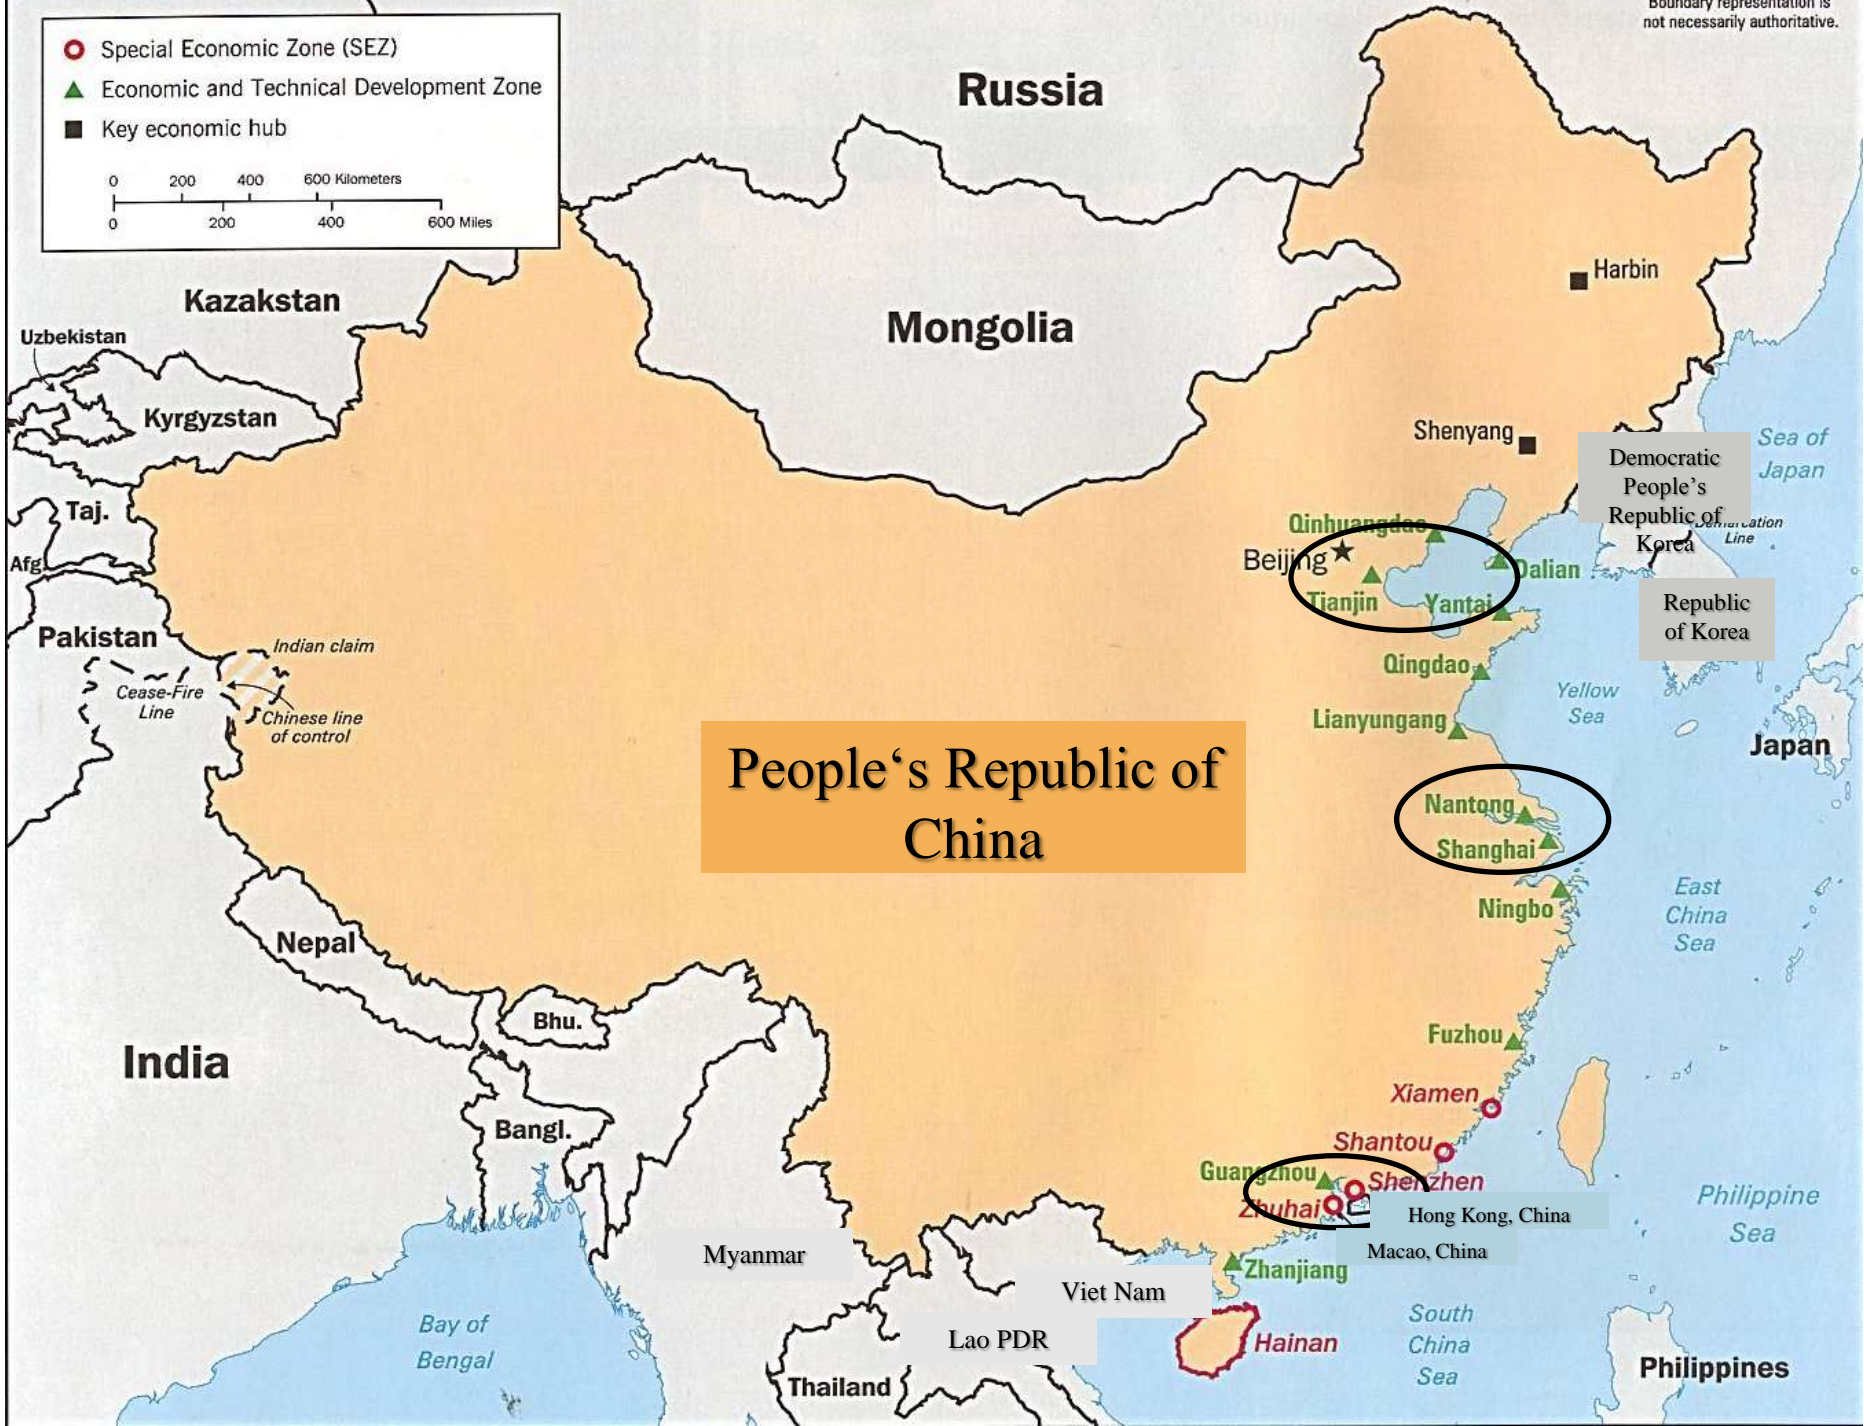 Boundary representation is
not necessarily authoritative.
Special Economic Zone (SEZ)
Economic and Technical Development Zone
Key economic hub
0 200 400 600 Kilometers
0 200 400 600 Miles
Russia
Kazakstan
Mongolia
Harbin
Uzbekistan
Kyrgyzstan
Shenyang
Sea of
Japan
Democratic
People’s
Republic of
Korea
Demarcation
Line
Taj.
Afg.
Qinhuangdao
Beijing
Dalian
Tianjin
Yantai
Republic
of Korea
Pakistan
Indian claim
Cease-Fire
Line
Chinese line
of control
Qingdao
Lianyungang
Yellow
Sea
Japan
People‘s Republic of
China
Nantong
Shanghai
Ningbo
East
China
Sea
Nepal
Bhu.
India
Bangl.
Fuzhou
Xiamen
Shantou
Guangzhou
Shenzhen
Zhuhai
Hong Kong, China
Macao, China
Philippine
Sea
Myanmar
Zhanjiang
Viet Nam
Lao PDR
Hainan
South
China
Sea
Bay of
Bengal
Thailand
Philippines